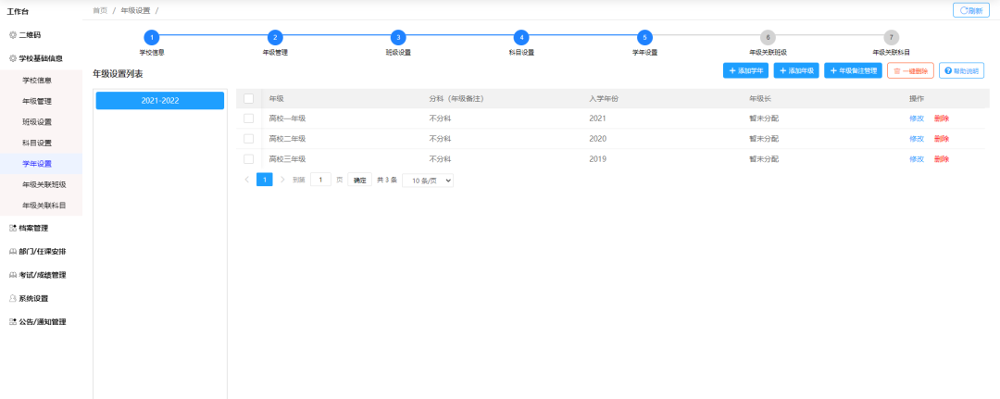 工作台
首页 / 年级设置 /
刷新
二维码
学校基础信息
学校信息
年级管理
班级设置
科目设置
学年设置
年级关联班级
年级关联科目
档案管理
部门/任课安排
考试/成绩管理
系统设置
公告/通知管理
1 2 3 4 5 6 7
学校信息 年级管理 班级设置 科目设置 学年设置 年级关联班级 年级关联科目
年级设置列表
+ 添加学年 + 添加年级 + 年级备注管理 一键删除 帮助说明
2021-2022
年级 分科（年级备注） 入学年份 年级长 操作
高校一年级 不分科 2021 暂未分配 修改 删除
高校二年级 不分科 2020 暂未分配 修改 删除
高校三年级 不分科 2019 暂未分配 修改 删除
1 到第 1 页 确定 共 3 条 10 条/页